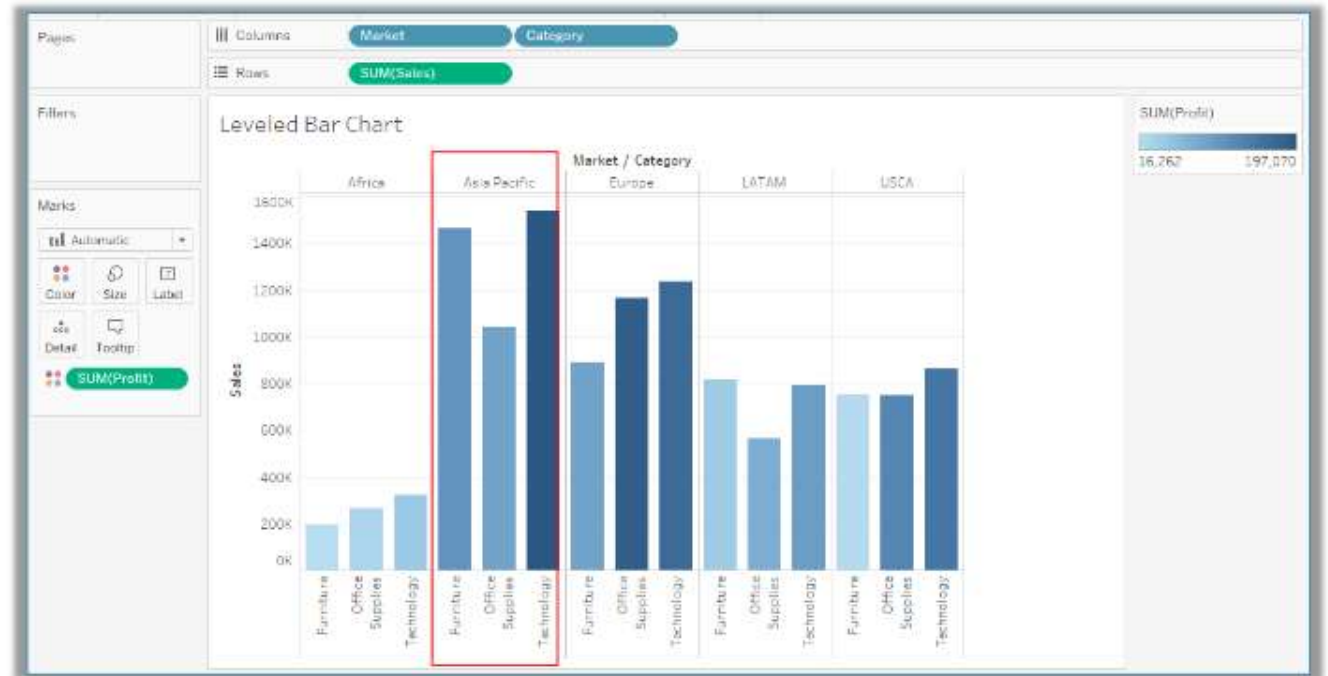 Pages
Columns Market Category
Rows SUM(Sales)
Filters
Leveled Bar Chart
SUM(Profit)
16,262 197,070
Market / Category
Africa Asia Pacific Europe LATAM USCA
Marks
Automatic
Color Size Label
Detail Tooltip
SUM(Profit)
Sales
1600K
1400K
1200K
1000K
800K
600K
400K
200K
0K
Furniture
Office
Supplies
Technology
Furniture
Office
Supplies
Technology
Furniture
Office
Supplies
Technology
Furniture
Office
Supplies
Technology
Furniture
Office
Supplies
Technology